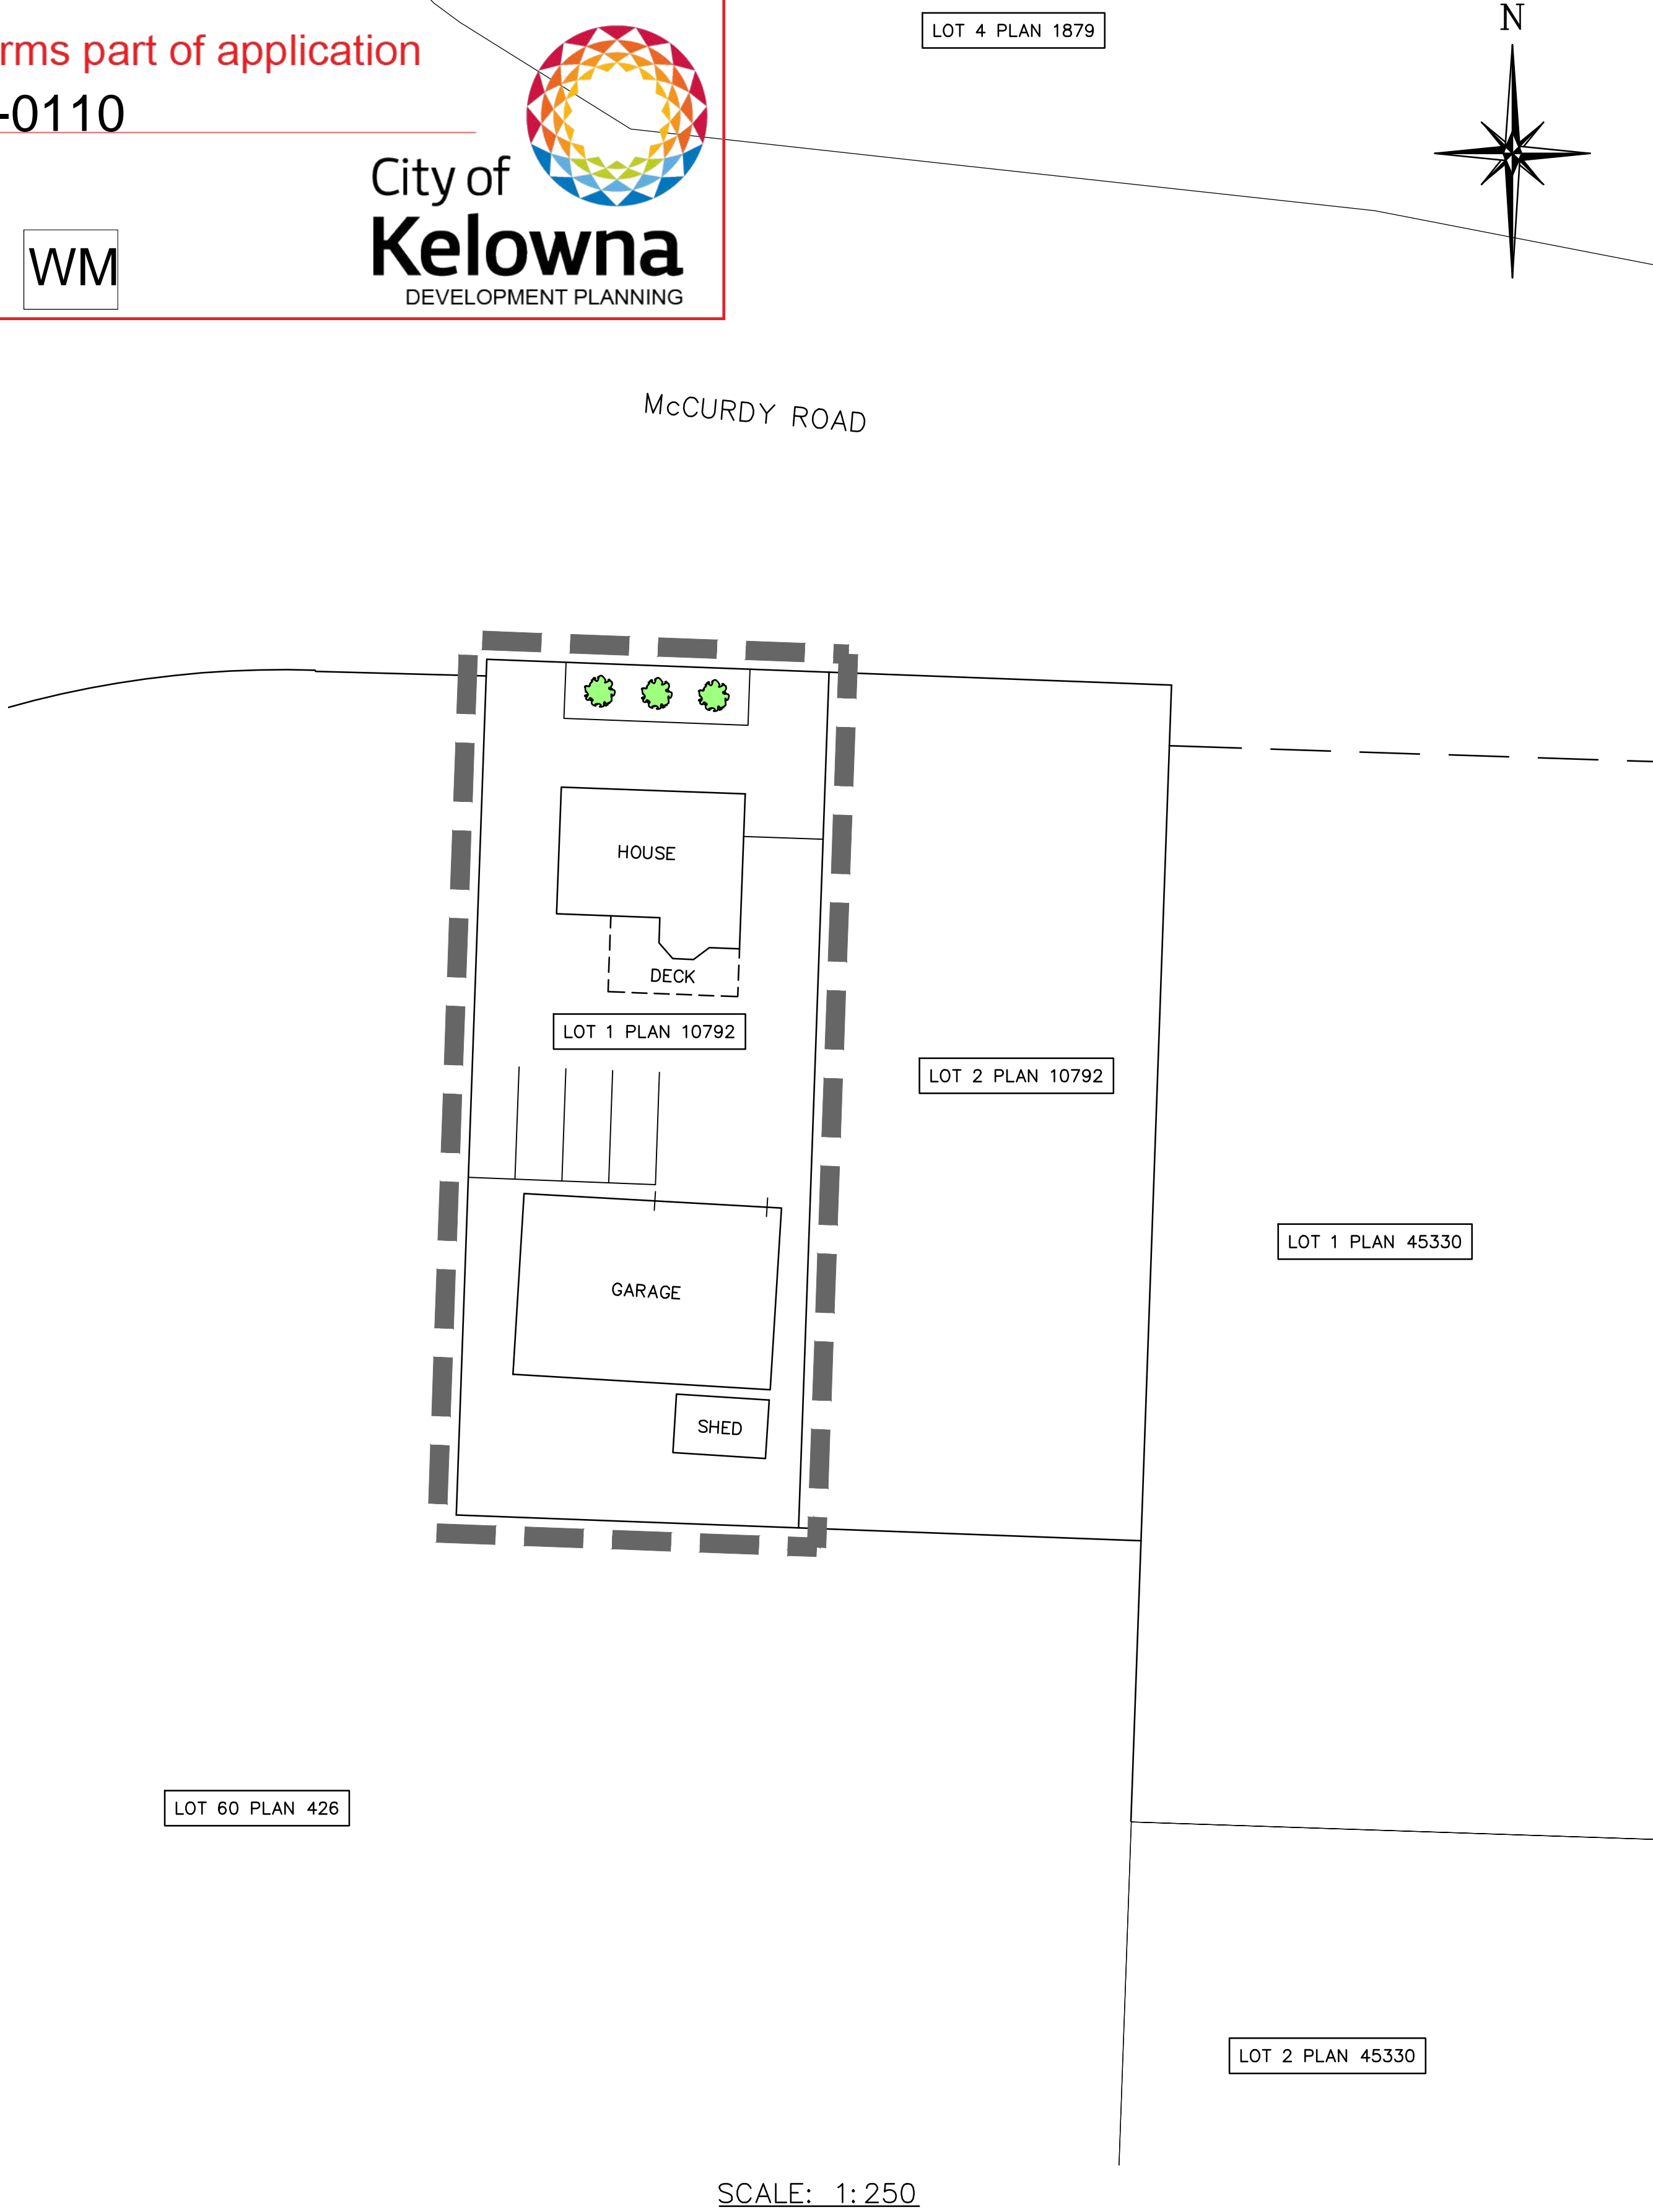 rms part of application
-0110
City of
Kelowna
DEVELOPMENT PLANNING
WM
LOT 4 PLAN 1879
N
McCURDY ROAD
HOUSE
DECK
LOT 1 PLAN 10792
LOT 2 PLAN 10792
LOT 1 PLAN 45330
GARAGE
SHED
LOT 60 PLAN 426
LOT 2 PLAN 45330
SCALE: 1:250